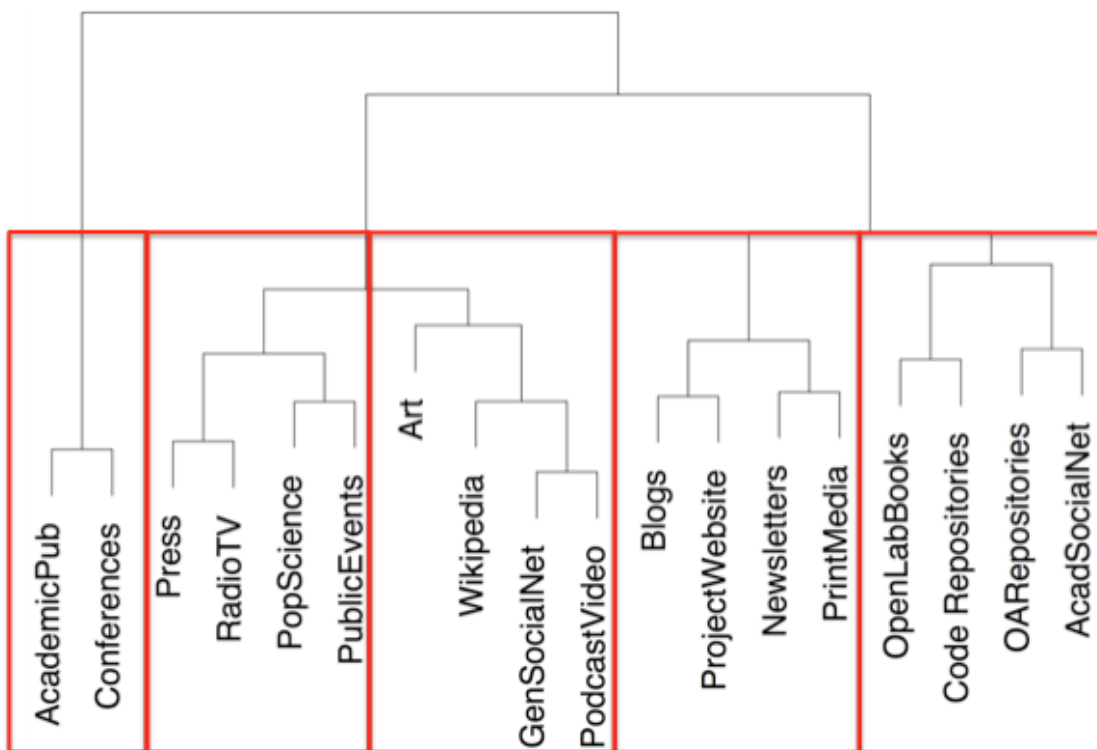 AcademicPub
Conferences
Press
RadioTV
PopScience
PublicEvents
Art
Wikipedia
GenSocialNet
PodcastVideo
Blogs
ProjectWebsite
Newsletters
PrintMedia
OpenLabBooks
Code Repositories
OARepositories
AcadSocialNet